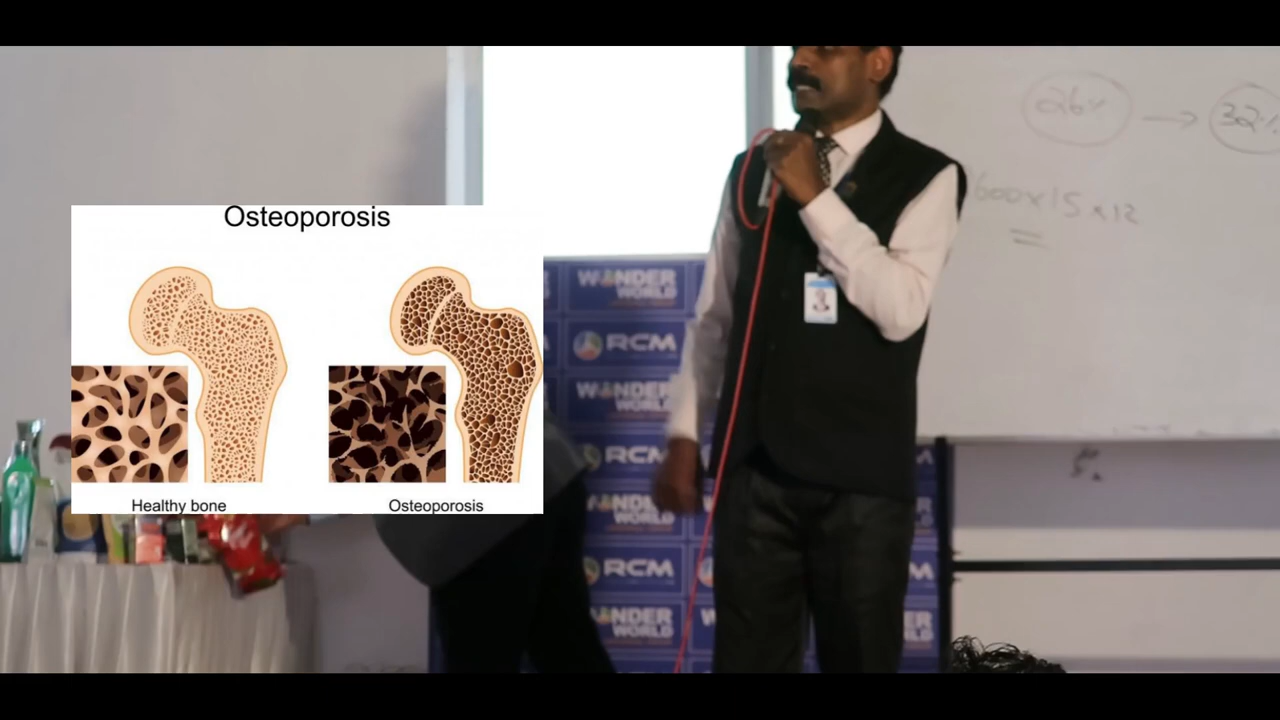 Osteoporosis
Healthy bone
Osteoporosis
26% → 32%
600x15x12
=
WONDER
WORLD
RCM
WONDER
WORLD
RCM
WONDER
WORLD
RCM
WONDER
WORLD